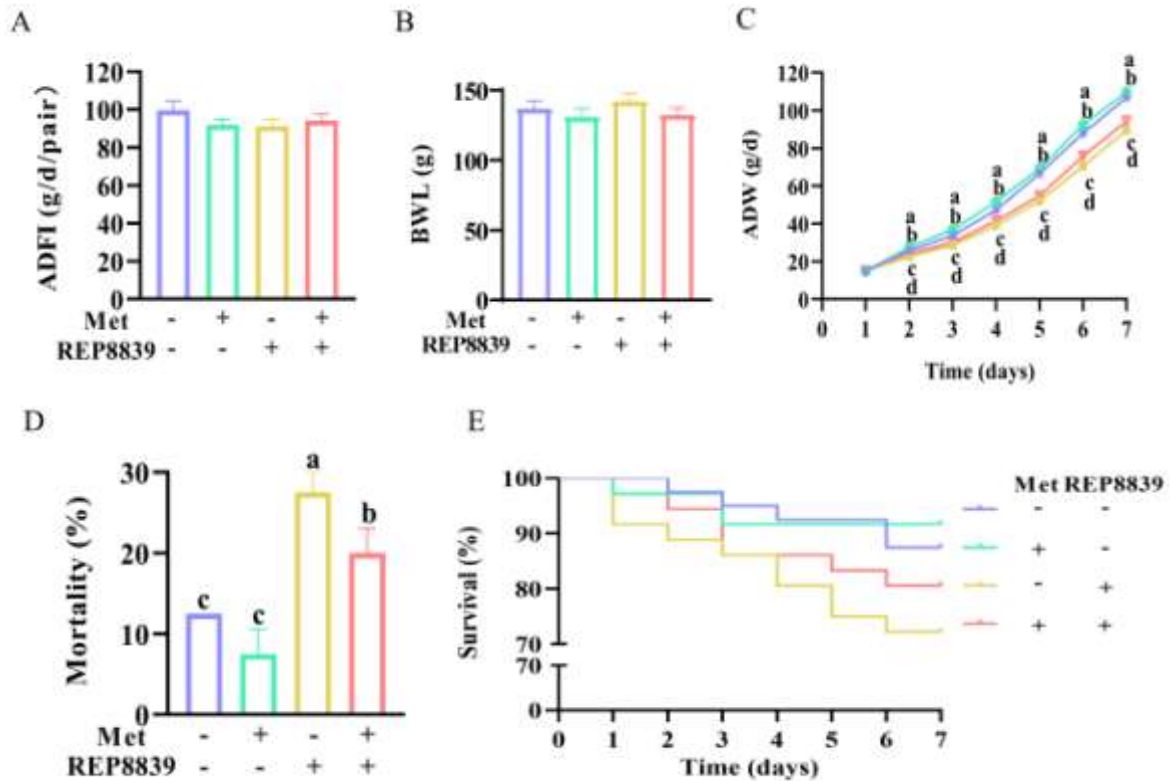 A
ADFI (g/d/pair)
120
100
80
60
40
20
0
Met - + - +
REP8839 - - + +
B
BWL (g)
150
100
50
0
Met - + - +
REP8839 - - + +
C
ADW (g/d)
120
100
80
60
40
20
0
a
b
a
b
a
b
a
b
a
b
a
b
c
d
c
d
c
d
c
d
c
d
c
d
0 1 2 3 4 5 6 7
Time (days)
D
Mortality (%)
30
20
10
0
c
c
a
b
Met - + - +
REP8839 - - + +
E
Survival (%)
100
90
80
70
70
0
0 1 2 3 4 5 6 7
Time (days)
Met REP8839
- -
+ -
- +
+ +